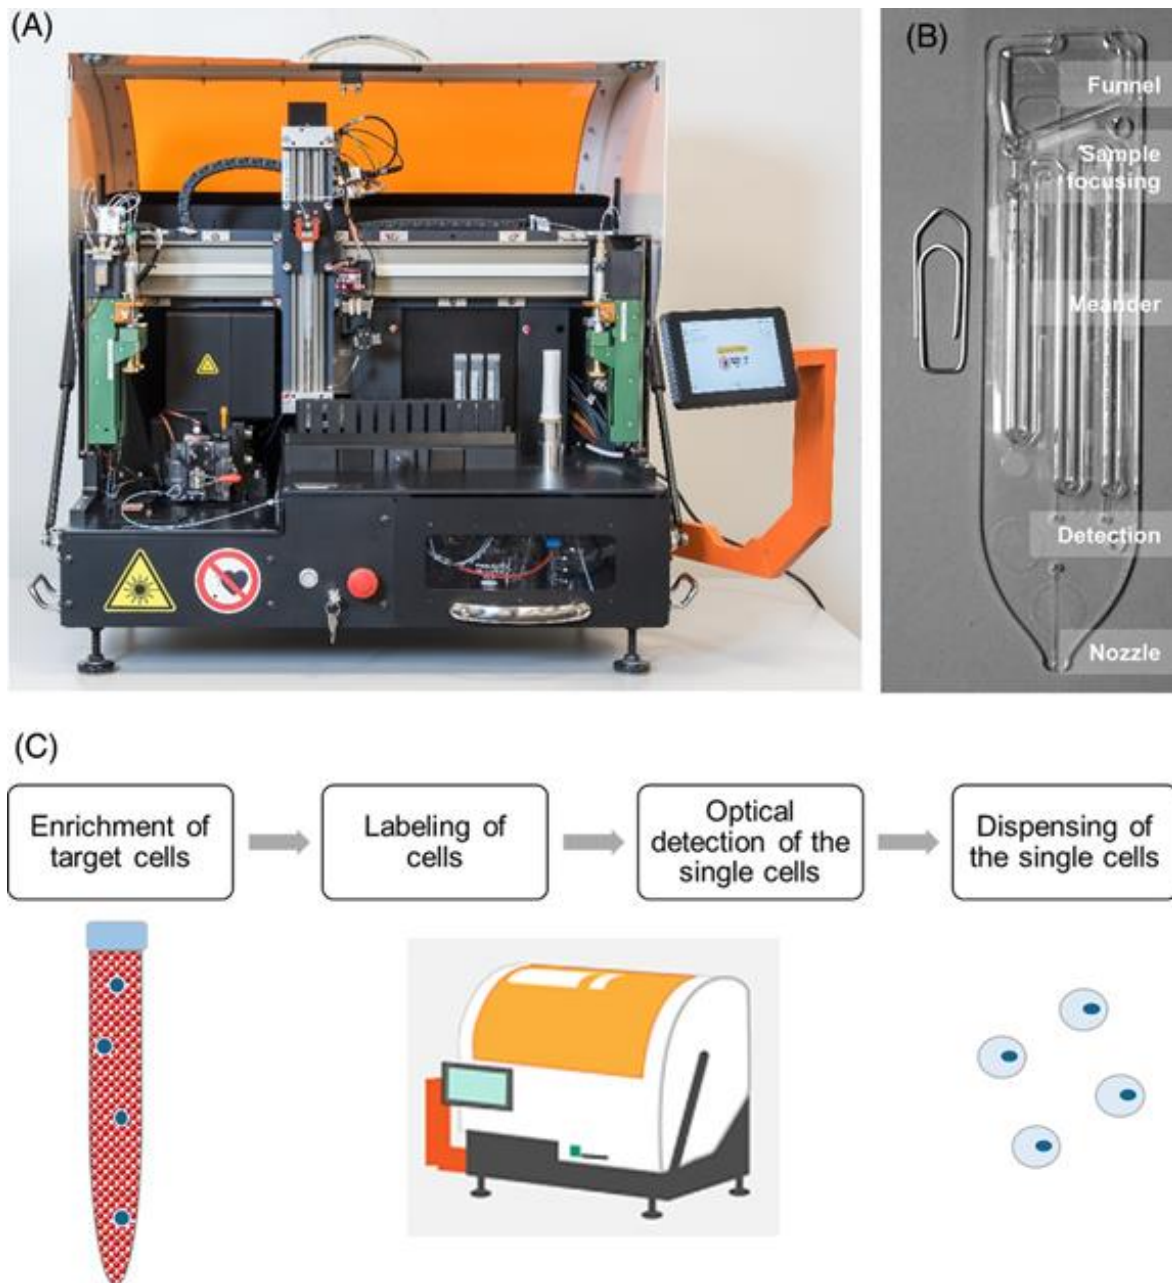 (A)
(B)
Funnel
Sample
focusing
Meander
Detection
Nozzle
(C)
Enrichment of
target cells
Labeling of
cells
Optical
detection of the
single cells
Dispensing of
the single cells